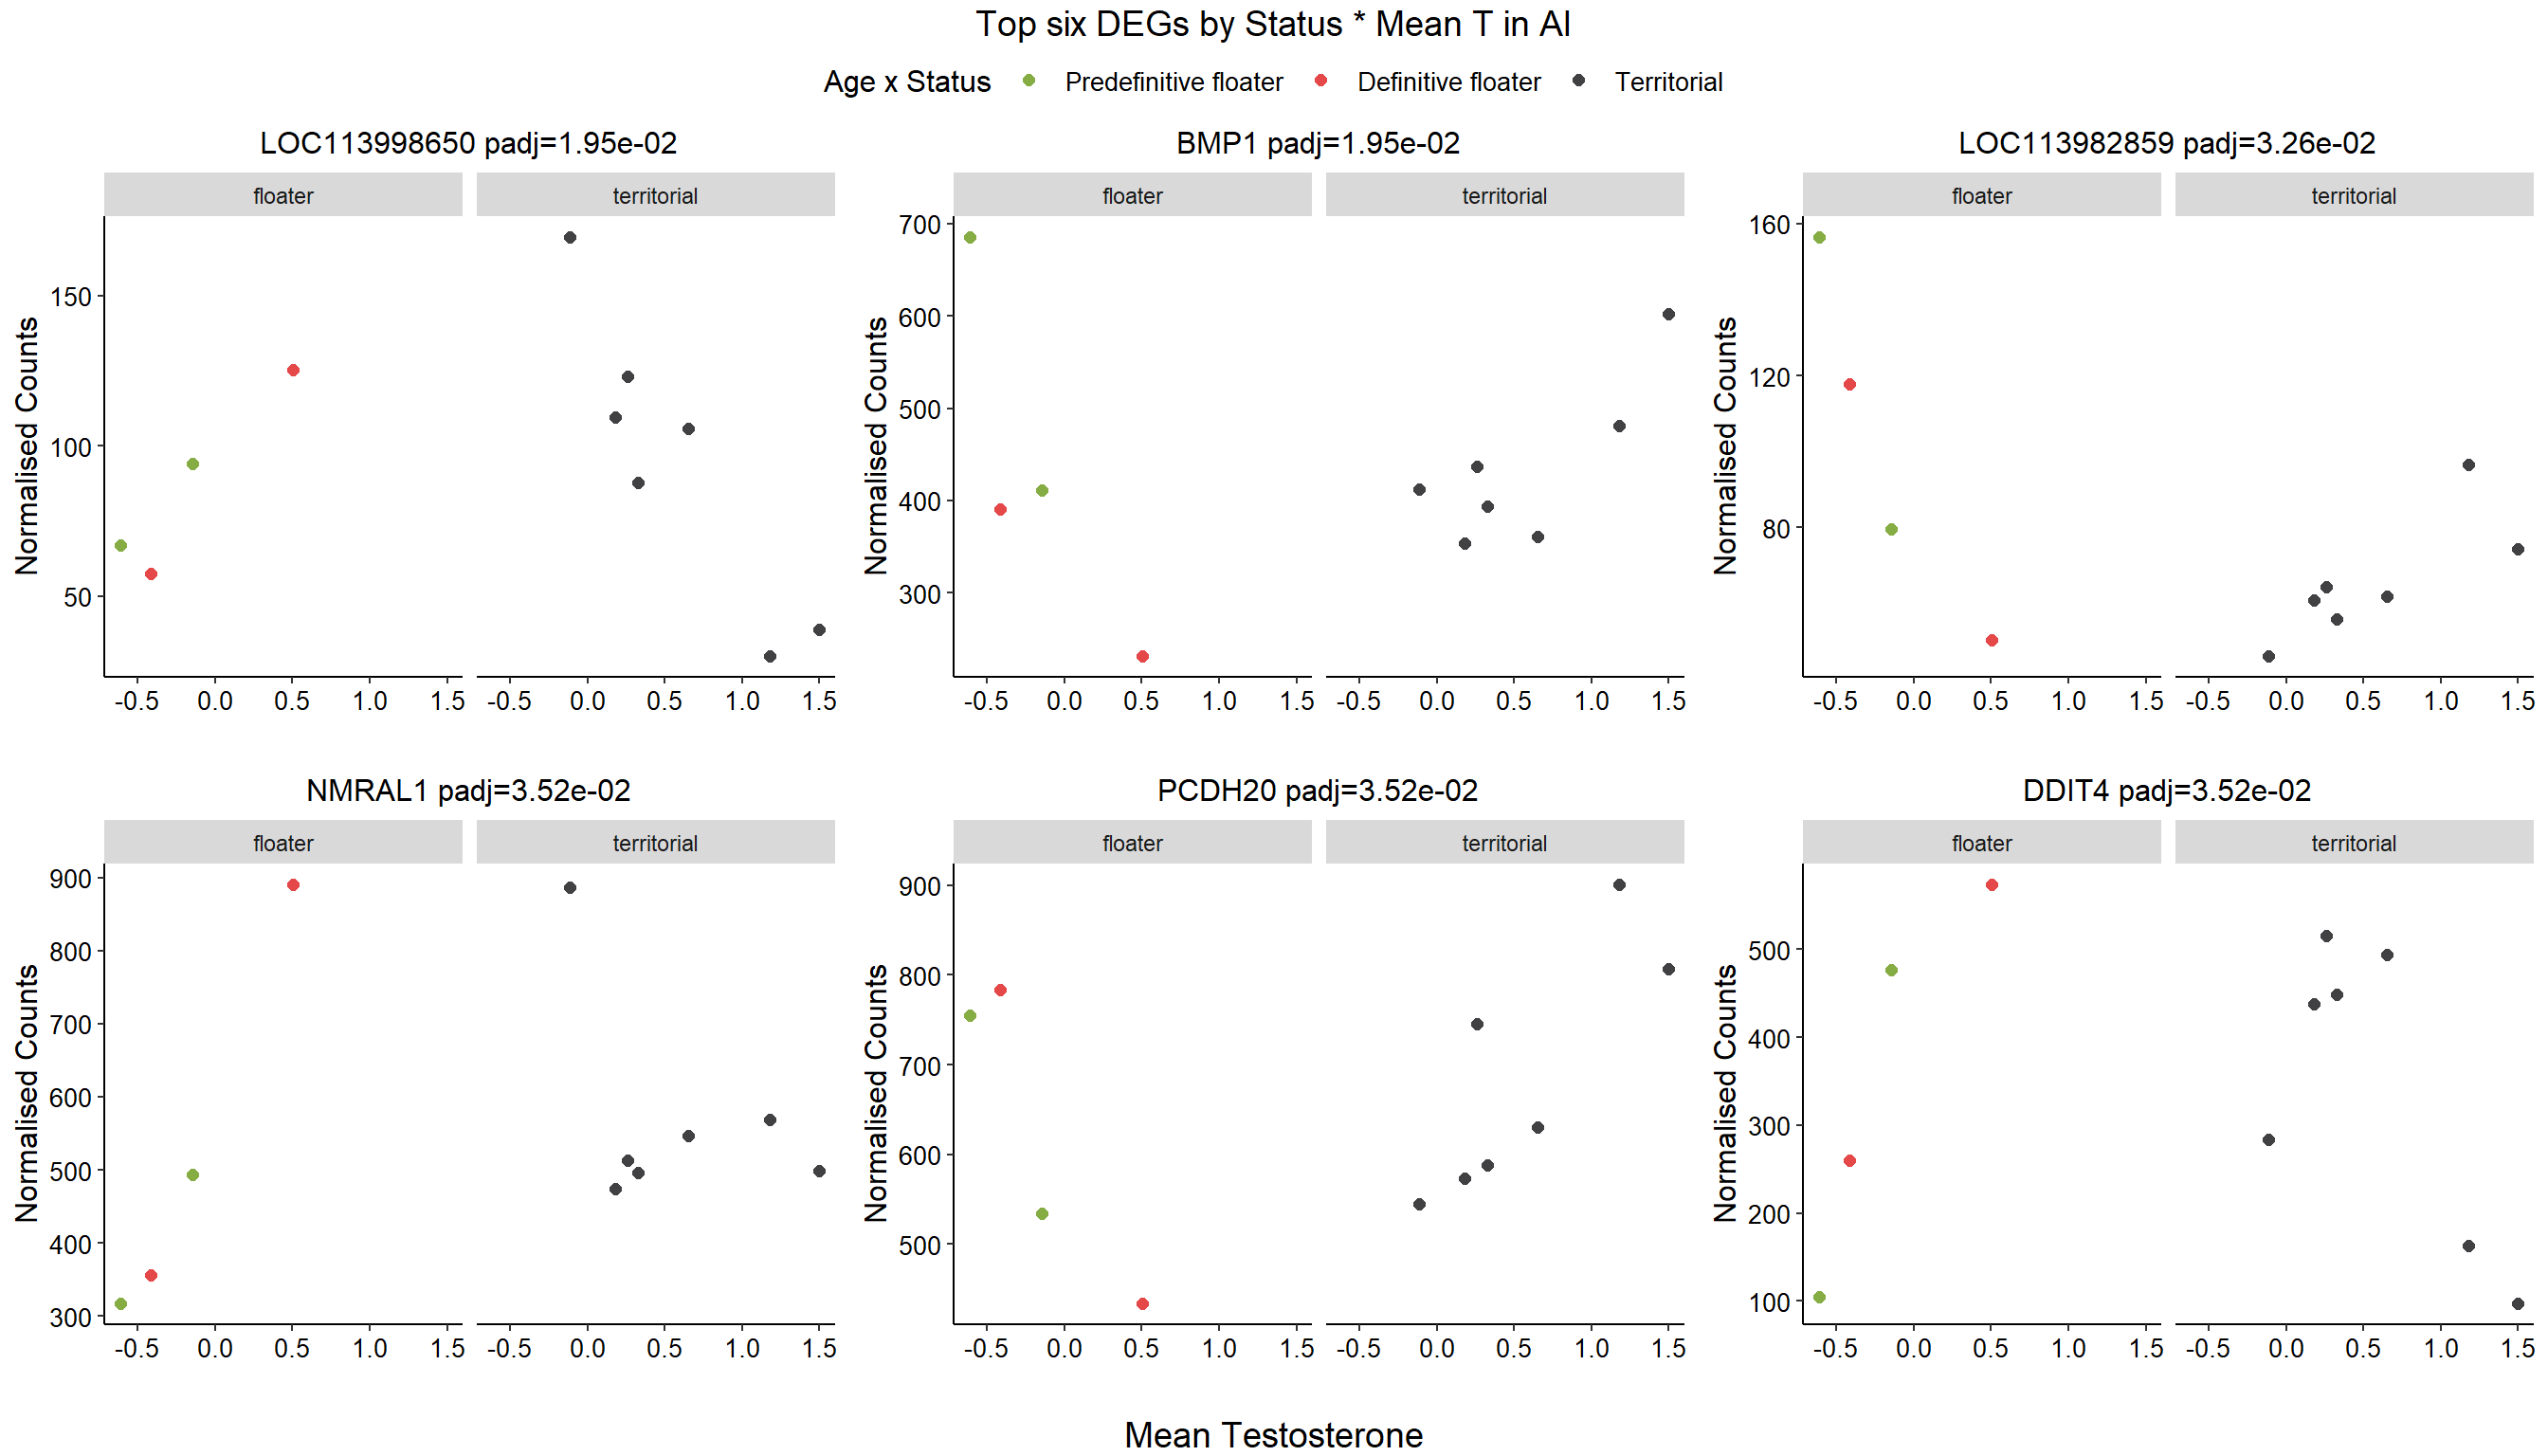 Top six DEGs by Status * Mean T in AI
Age x Status Predefinitive floater Definitive floater Territorial
LOC113998650 padj=1.95e-02
floater territorial
Normalised Counts
150
100
50
-0.5 0.0 0.5 1.0 1.5 -0.5 0.0 0.5 1.0 1.5
BMP1 padj=1.95e-02
floater territorial
Normalised Counts
700
600
500
400
300
-0.5 0.0 0.5 1.0 1.5 -0.5 0.0 0.5 1.0 1.5
LOC113982859 padj=3.26e-02
floater territorial
Normalised Counts
160
120
80
-0.5 0.0 0.5 1.0 1.5 -0.5 0.0 0.5 1.0 1.5
NMRAL1 padj=3.52e-02
floater territorial
Normalised Counts
900
800
700
600
500
400
300
-0.5 0.0 0.5 1.0 1.5 -0.5 0.0 0.5 1.0 1.5
PCDH20 padj=3.52e-02
floater territorial
Normalised Counts
900
800
700
600
500
-0.5 0.0 0.5 1.0 1.5 -0.5 0.0 0.5 1.0 1.5
DDIT4 padj=3.52e-02
floater territorial
Normalised Counts
500
400
300
200
100
-0.5 0.0 0.5 1.0 1.5 -0.5 0.0 0.5 1.0 1.5
Mean Testosterone